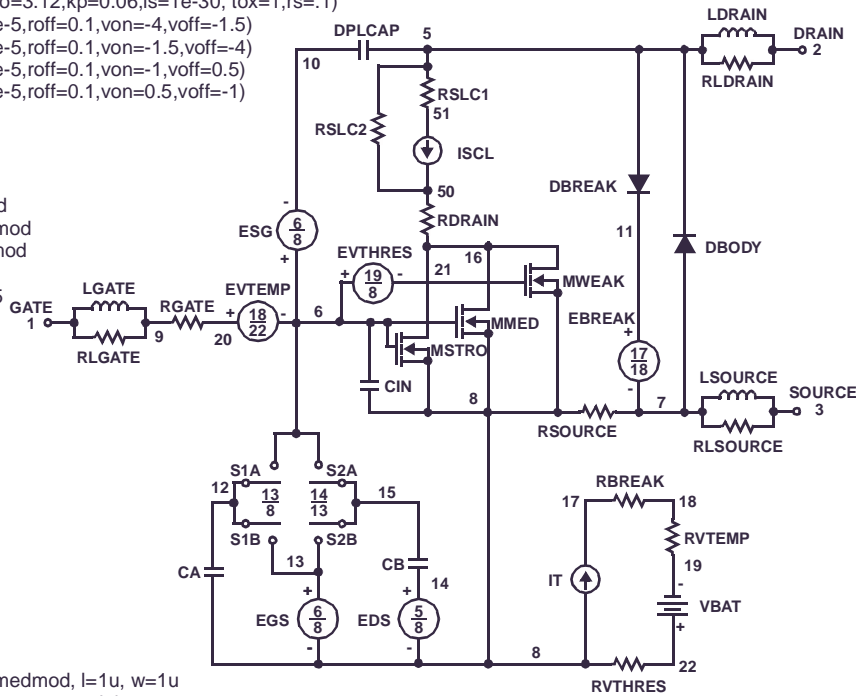 o=3.12,kp=0.06,is=1e-30, tox=1,rs=.1)
e-5,roff=0.1,von=-4,voff=-1.5)
e-5,roff=0.1,von=-1.5,voff=-4)
e-5,roff=0.1,von=-1,voff=0.5)
e-5,roff=0.1,von=0.5,voff=-1)
LDRAIN
DPLCAP
5
DRAIN
2
10
RLDRAIN
RSLC1
51
RSLC2
ISCL
50
DBREAK
d
mod
mod
RDRAIN
ESG
-
6
8
+
11
DBODY
EVTHRES
+
19
8
-
21
16
MWEAK
5
GATE
1
LGATE
RLGATE
9
RGATE
20
EVTEMP
+
18
22
-
6
MMED
MSTRO
EBREAK
+
17
18
-
CIN
8
RSOURCE
7
LSOURCE
RLSOURCE
SOURCE
3
S1A
S2A
12
13
8
14
13
15
S1B
S2B
13
CA
CB
14
+
EGS
6
8
-
+
EDS
5
8
-
RBREAK
17
18
RVTEMP
19
IT
-
VBAT
+
8
22
RVTHRES
medmod, l=1u, w=1u